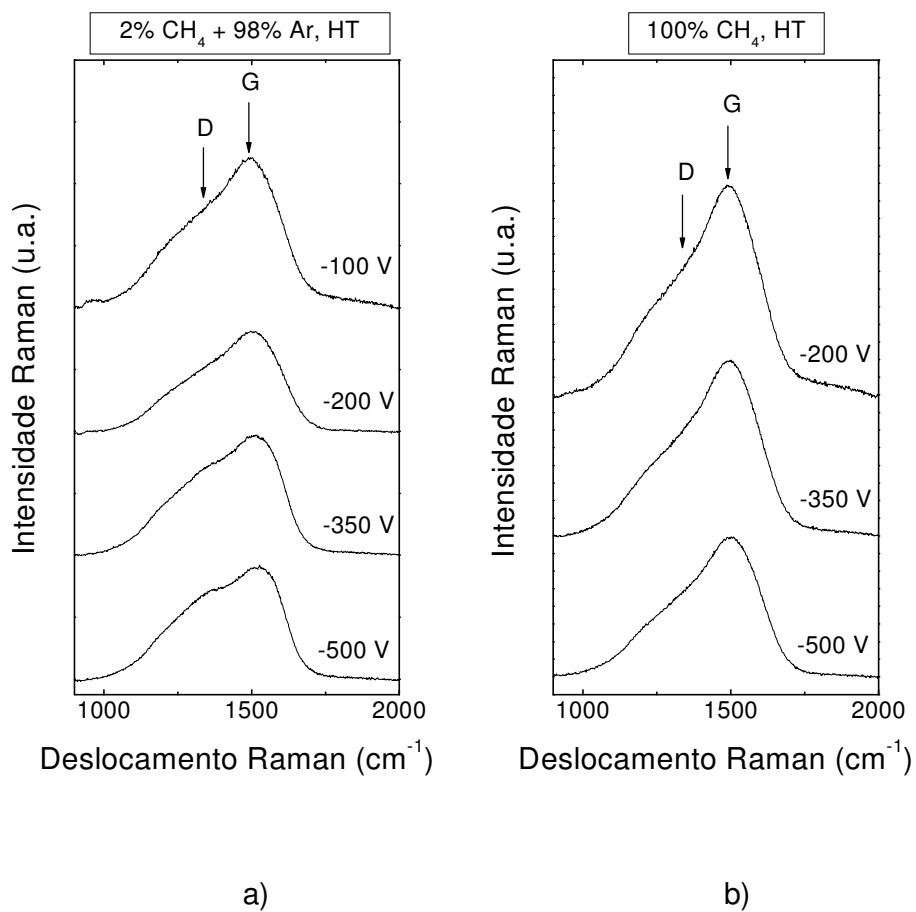 2% CH₄ + 98% Ar, HT
G
D
-100 V
-200 V
-350 V
-500 V
Intensidade Raman (u.a.)
1000 1500 2000
Deslocamento Raman (cm⁻¹)
a)
100% CH₄, HT
G
D
-200 V
-350 V
-500 V
Intensidade Raman (u.a.)
1000 1500 2000
Deslocamento Raman (cm⁻¹)
b)